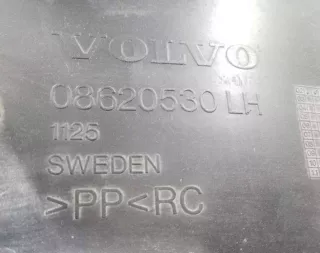 VOLVO
08620530 LH
1125
SWEDEN
>PP<RC